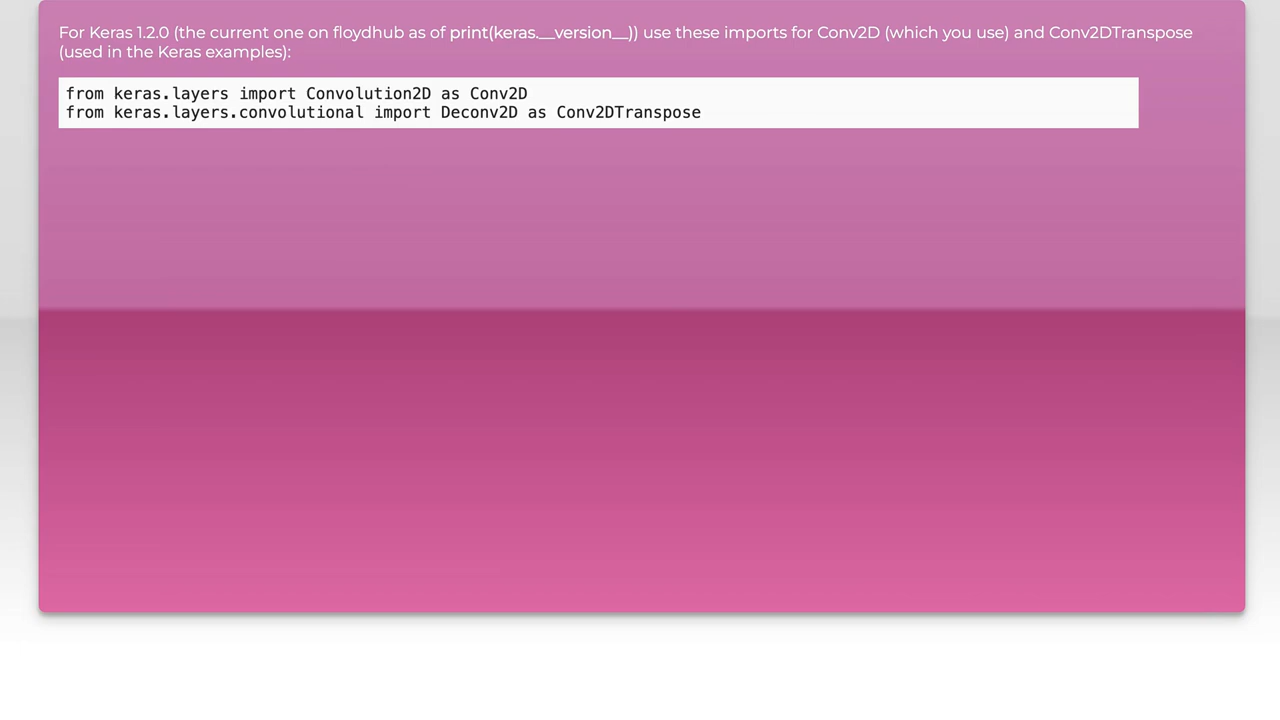 For Keras 1.2.0 (the current one on floydhub as of print(keras.__version__)) use these imports for Conv2D (which you use) and Conv2DTranspose
(used in the Keras examples):
from keras.layers import Convolution2D as Conv2D
from keras.layers.convolutional import Deconv2D as Conv2DTranspose